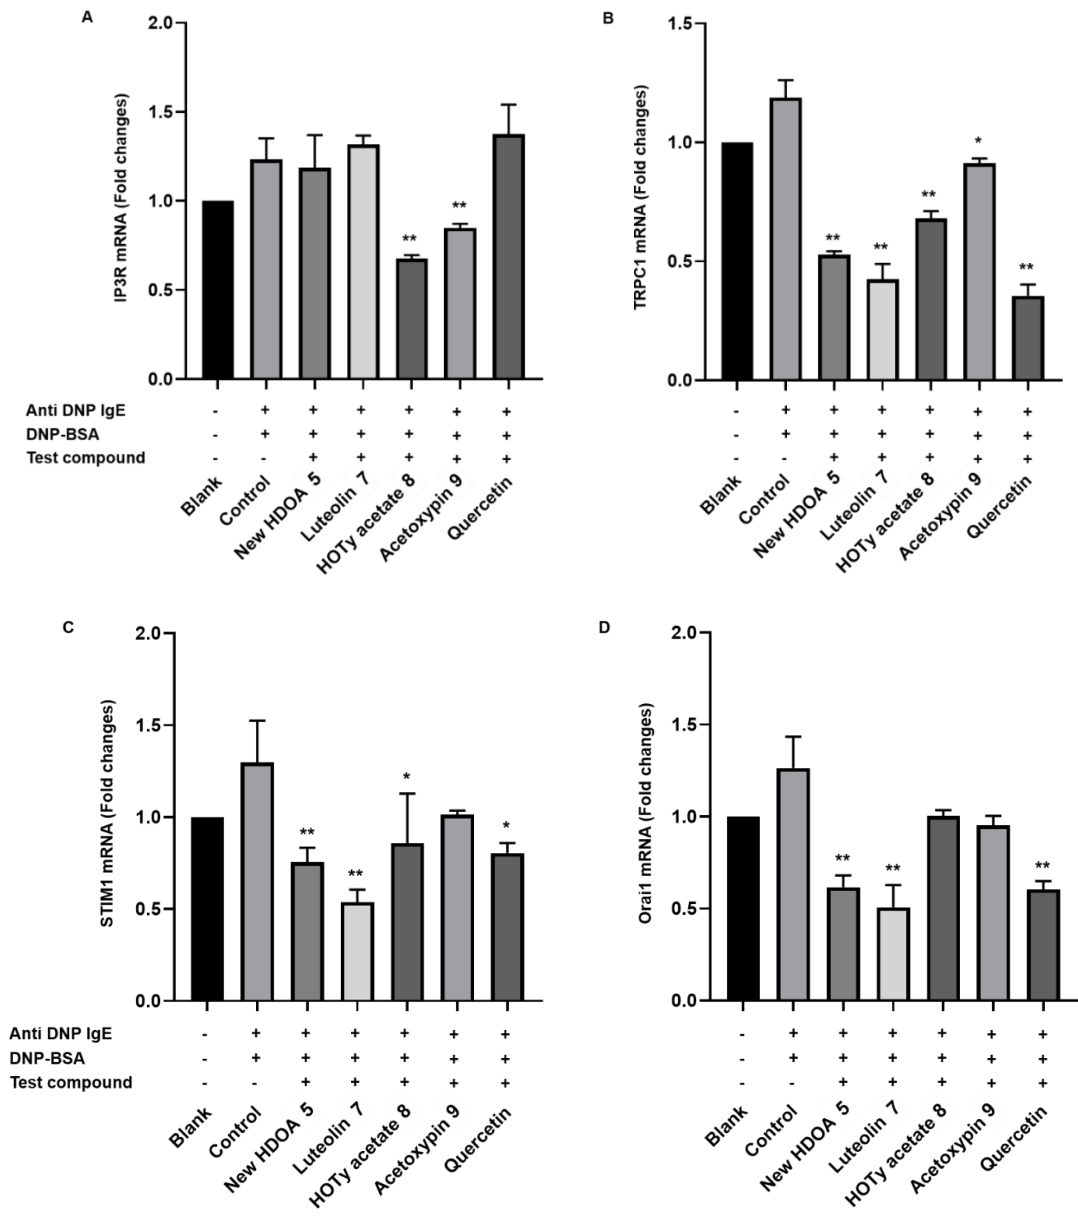 A
IP3R mRNA (Fold changes)
2.0
1.5
1.0
0.5
0.0
** **
Anti DNP IgE - + + + + + +
DNP-BSA - + + + + + +
Test compound - - + + + + +
Blank
Control
New HDOA 5
Luteolin 7
HOTy acetate 8
Acetoxypin 9
Quercetin
B
TRPC1 mRNA (Fold changes)
1.5
1.0
0.5
0.0
** ** ** * **
- + + + + + +
- + + + + + +
- - + + + + +
Blank
Control
New HDOA 5
Luteolin 7
HOTy acetate 8
Acetoxypin 9
Quercetin
C
STIM1 mRNA (Fold changes)
2.0
1.5
1.0
0.5
0.0
** ** * *
Anti DNP IgE - + + + + + +
DNP-BSA - + + + + + +
Test compound - - + + + + +
Blank
Control
New HDOA 5
Luteolin 7
HOTy acetate 8
Acetoxypin 9
Quercetin
D
Orai1 mRNA (Fold changes)
2.0
1.5
1.0
0.5
0.0
** ** **
- + + + + + +
- + + + + + +
- - + + + + +
Blank
Control
New HDOA 5
Luteolin 7
HOTy acetate 8
Acetoxypin 9
Quercetin